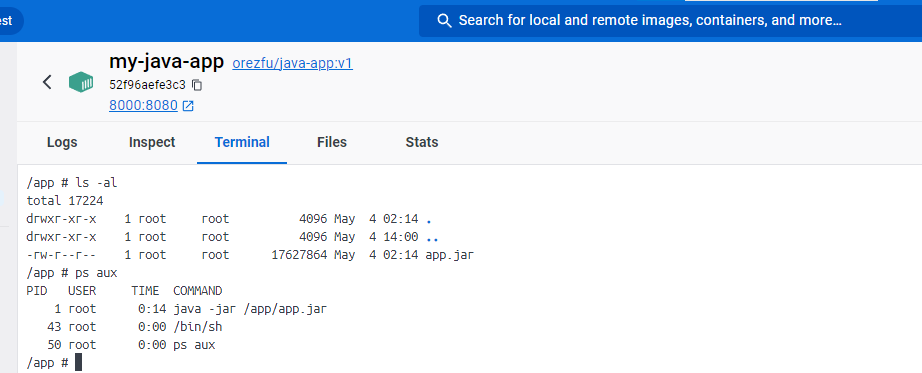 est
Search for local and remote images, containers, and more...
my-java-app orezfu/java-app:v1
52f96aefe3c3
8000:8080
Logs Inspect Terminal Files Stats
/app # ls -al
total 17224
drwxr-xr-x    1 root     root          4096 May  4 02:14 .
drwxr-xr-x    1 root     root          4096 May  4 14:00 ..
-rw-r--r--    1 root     root      17627864 May  4 02:14 app.jar
/app # ps aux
PID   USER     TIME  COMMAND
    1 root      0:14 java -jar /app/app.jar
   43 root      0:00 /bin/sh
   50 root      0:00 ps aux
/app #